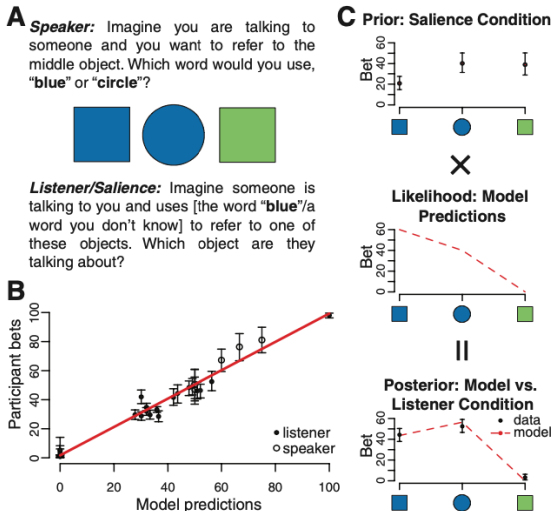 A
Speaker: Imagine you are talking to
someone and you want to refer to the
middle object. Which word would you use,
“blue” or “circle”?
Listener/Salience: Imagine someone is
talking to you and uses [the word “blue”/a
word you don’t know] to refer to one of
these objects. Which object are they
talking about?
B
Participant bets
100
80
60
40
20
0
listener
speaker
0 20 40 60 80 100
Model predictions
C
Prior: Salience Condition
Bet
60
40
20
0
×
Likelihood: Model
Predictions
Bet
60
40
20
0
=
Posterior: Model vs.
Listener Condition
data
model
Bet
60
40
20
0